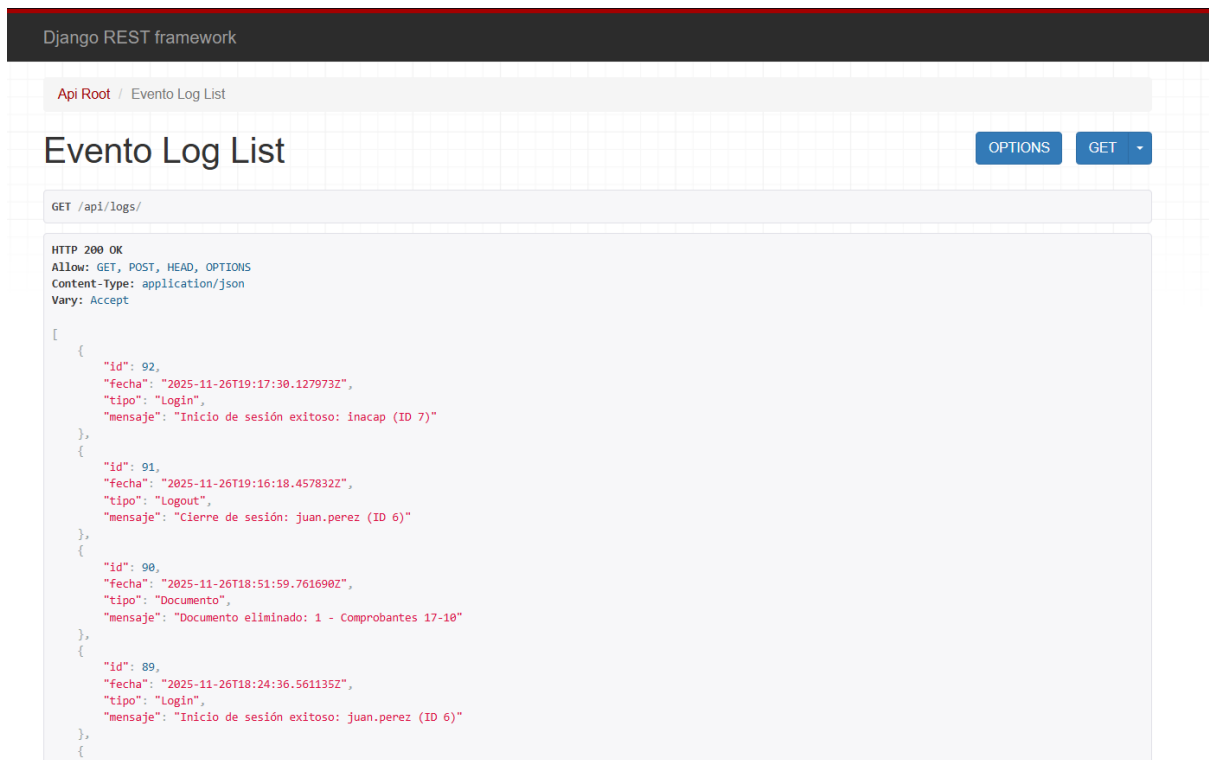 Django REST framework
Api Root / Evento Log List
Evento Log List
OPTIONS
GET
GET /api/logs/
HTTP 200 OK
Allow: GET, POST, HEAD, OPTIONS
Content-Type: application/json
Vary: Accept
[
    {
        "id": 92,
        "fecha": "2025-11-26T19:17:30.127973Z",
        "tipo": "Login",
        "mensaje": "Inicio de sesión exitoso: inacap (ID 7)"
    },
    {
        "id": 91,
        "fecha": "2025-11-26T19:16:18.457832Z",
        "tipo": "Logout",
        "mensaje": "Cierre de sesión: juan.perez (ID 6)"
    },
    {
        "id": 90,
        "fecha": "2025-11-26T18:51:59.761690Z",
        "tipo": "Documento",
        "mensaje": "Documento eliminado: 1 - Comprobantes 17-10"
    },
    {
        "id": 89,
        "fecha": "2025-11-26T18:24:36.561135Z",
        "tipo": "Login",
        "mensaje": "Inicio de sesión exitoso: juan.perez (ID 6)"
    },
    {